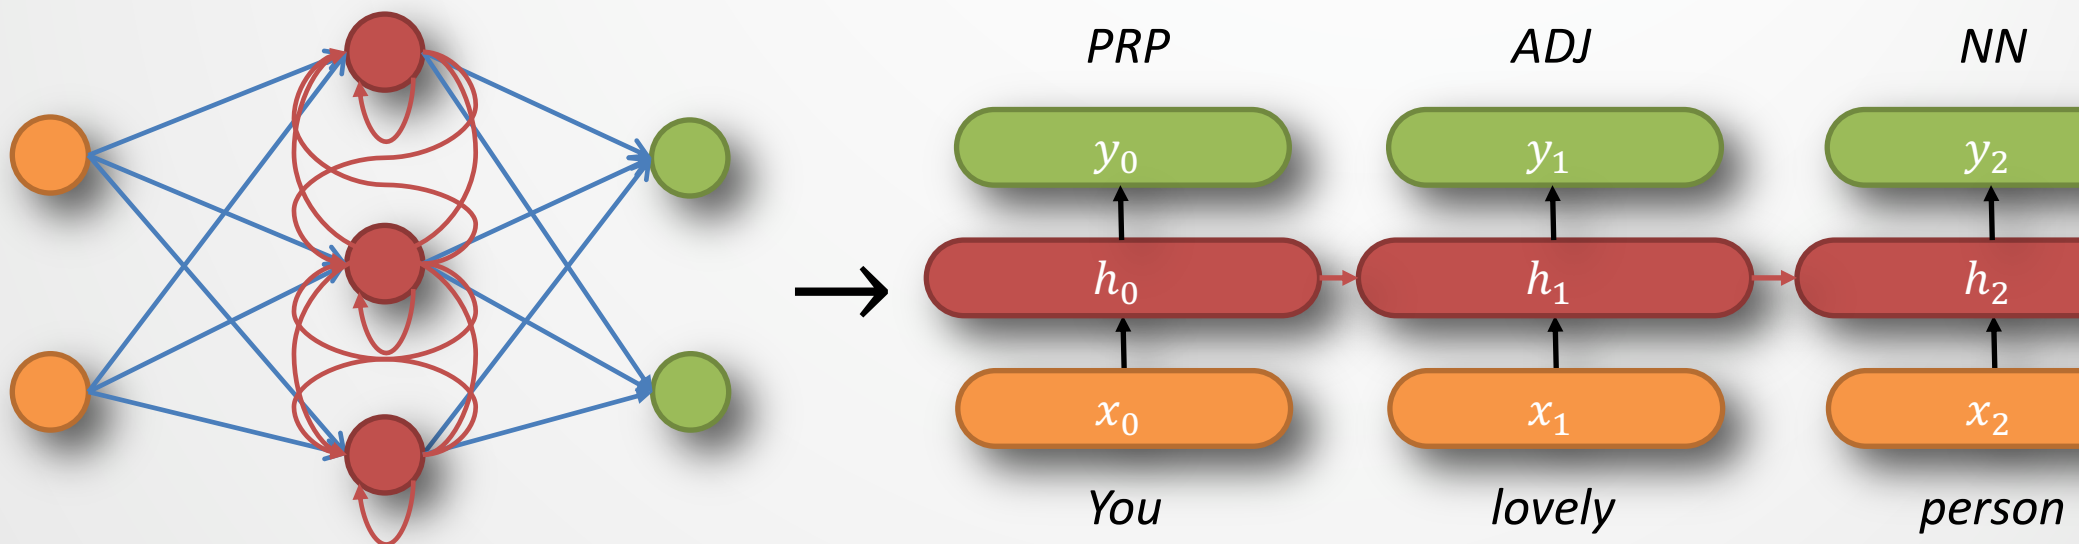 PRP ADJ NN
y₀ y₁ y₂
h₀ h₁ h₂
x₀ x₁ x₂
You lovely person